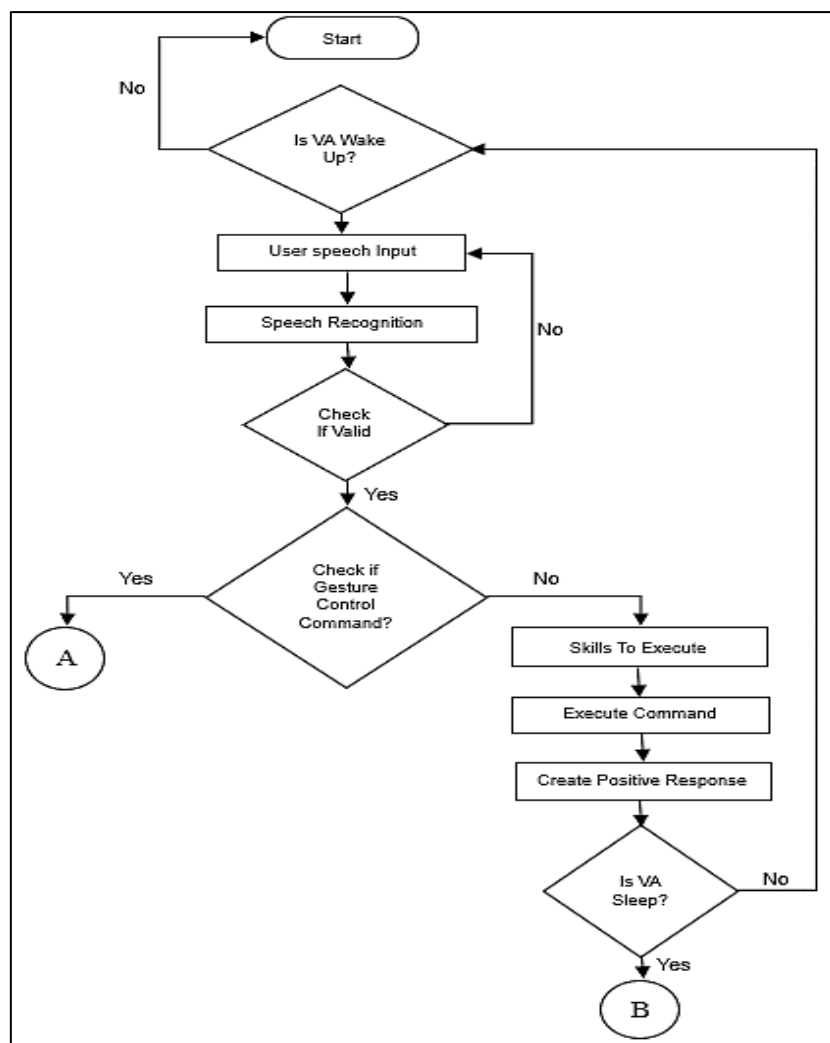 Start
No
Is VA Wake
Up?
User speech Input
Speech Recognition
No
Check
If Valid
Yes
Yes
Check if
Gesture
Control
Command?
No
A
Skills To Execute
Execute Command
Create Positive Response
Is VA
Sleep?
No
Yes
B